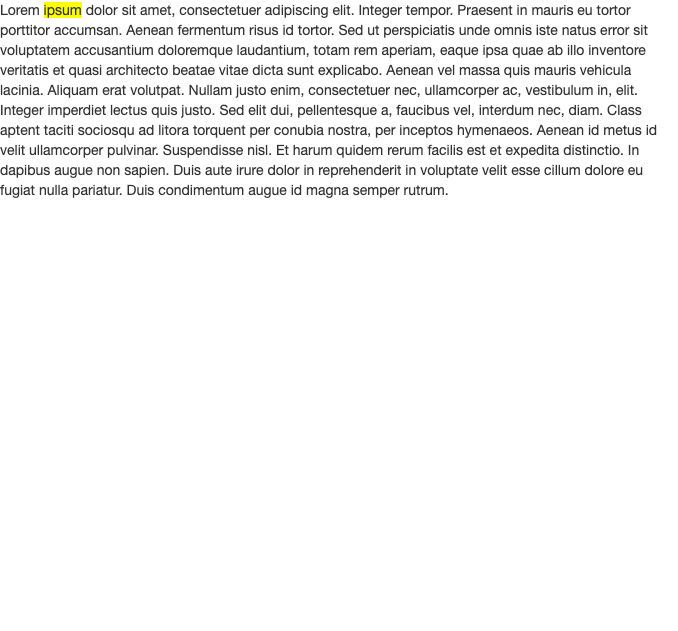 Lorem ipsum dolor sit amet, consectetuer adipiscing elit. Integer tempor. Praesent in mauris eu tortor
porttitor accumsan. Aenean fermentum risus id tortor. Sed ut perspiciatis unde omnis iste natus error sit
voluptatem accusantium doloremque laudantium, totam rem aperiam, eaque ipsa quae ab illo inventore
veritatis et quasi architecto beatae vitae dicta sunt explicabo. Aenean vel massa quis mauris vehicula
lacinia. Aliquam erat volutpat. Nullam justo enim, consectetuer nec, ullamcorper ac, vestibulum in, elit.
Integer imperdiet lectus quis justo. Sed elit dui, pellentesque a, faucibus vel, interdum nec, diam. Class
aptent taciti sociosqu ad litora torquent per conubia nostra, per inceptos hymenaeos. Aenean id metus id
velit ullamcorper pulvinar. Suspendisse nisl. Et harum quidem rerum facilis est et expedita distinctio. In
dapibus augue non sapien. Duis aute irure dolor in reprehenderit in voluptate velit esse cillum dolore eu
fugiat nulla pariatur. Duis condimentum augue id magna semper rutrum.